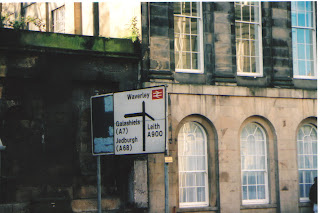 Waverley
Galashiels
(A7)
Jedburgh
(A68)
Leith
A900